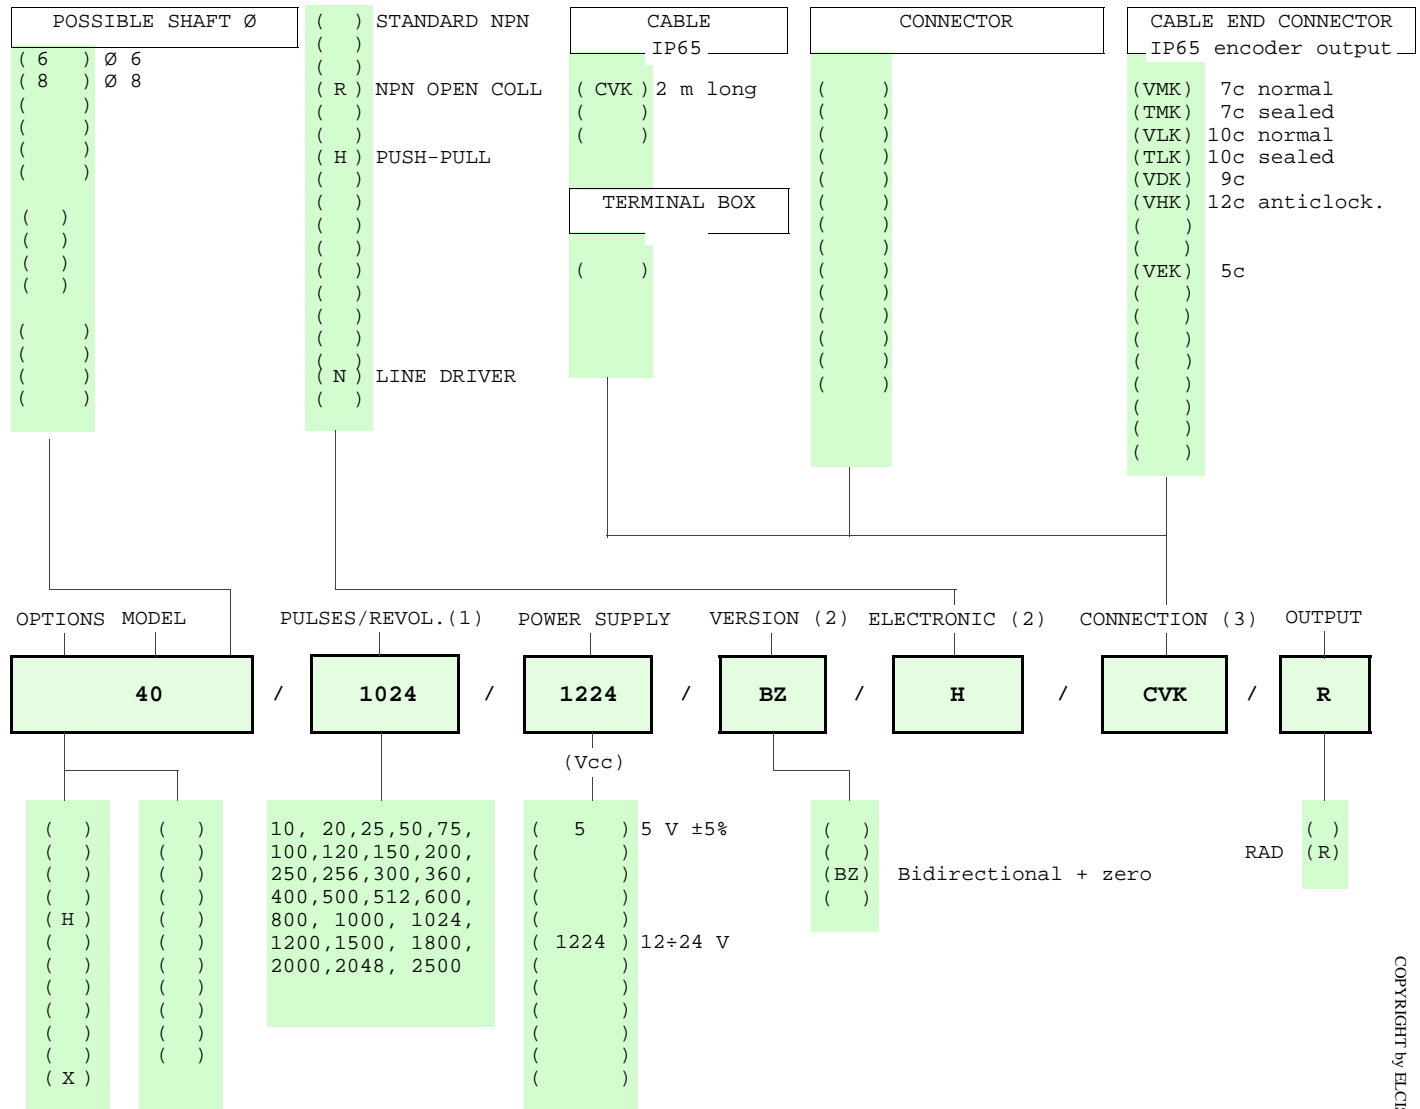 POSSIBLE SHAFT Ø
( 6 ) Ø 6
( 8 ) Ø 8
( )
( )
( )
( )
( )
( )
( )
( )
( )
( )
( )
( )
( ) STANDARD NPN
( )
( )
( R ) NPN OPEN COLL
( )
( )
( H ) PUSH-PULL
( )
( )
( )
( )
( )
( )
( )
( )
( )
( N ) LINE DRIVER
( )
CABLE
IP65
( CVK ) 2 m long
( )
( )
TERMINAL BOX
( )
CONNECTOR
( )
( )
( )
( )
( )
( )
( )
( )
( )
( )
( )
( )
( )
( )
CABLE END CONNECTOR
IP65 encoder output
(VMK) 7c normal
(TMK) 7c sealed
(VLK) 10c normal
(TLK) 10c sealed
(VDK) 9c
(VHK) 12c anticlock.
( )
( )
(VEK) 5c
( )
( )
( )
( )
( )
( )
( )
( )
OPTIONS MODEL PULSES/REVOL.(1) POWER SUPPLY VERSION (2) ELECTRONIC (2) CONNECTION (3) OUTPUT
40 / 1024 / 1224 / BZ / H / CVK / R
(Vcc)
( )
( )
( )
( )
( H )
( )
( )
( )
( )
( )
( )
( X )
( )
( )
( )
( )
( )
( )
( )
( )
( )
( )
( )
10, 20,25,50,75,
100,120,150,200,
250,256,300,360,
400,500,512,600,
800, 1000, 1024,
1200,1500, 1800,
2000,2048, 2500
( 5 ) 5 V ±5%
( )
( )
( )
( )
( 1224 ) 12÷24 V
( )
( )
( )
( )
( )
( )
( )
( )
(BZ) Bidirectional + zero
( )
( )
RAD (R)
COPYRIGHT by ELCI